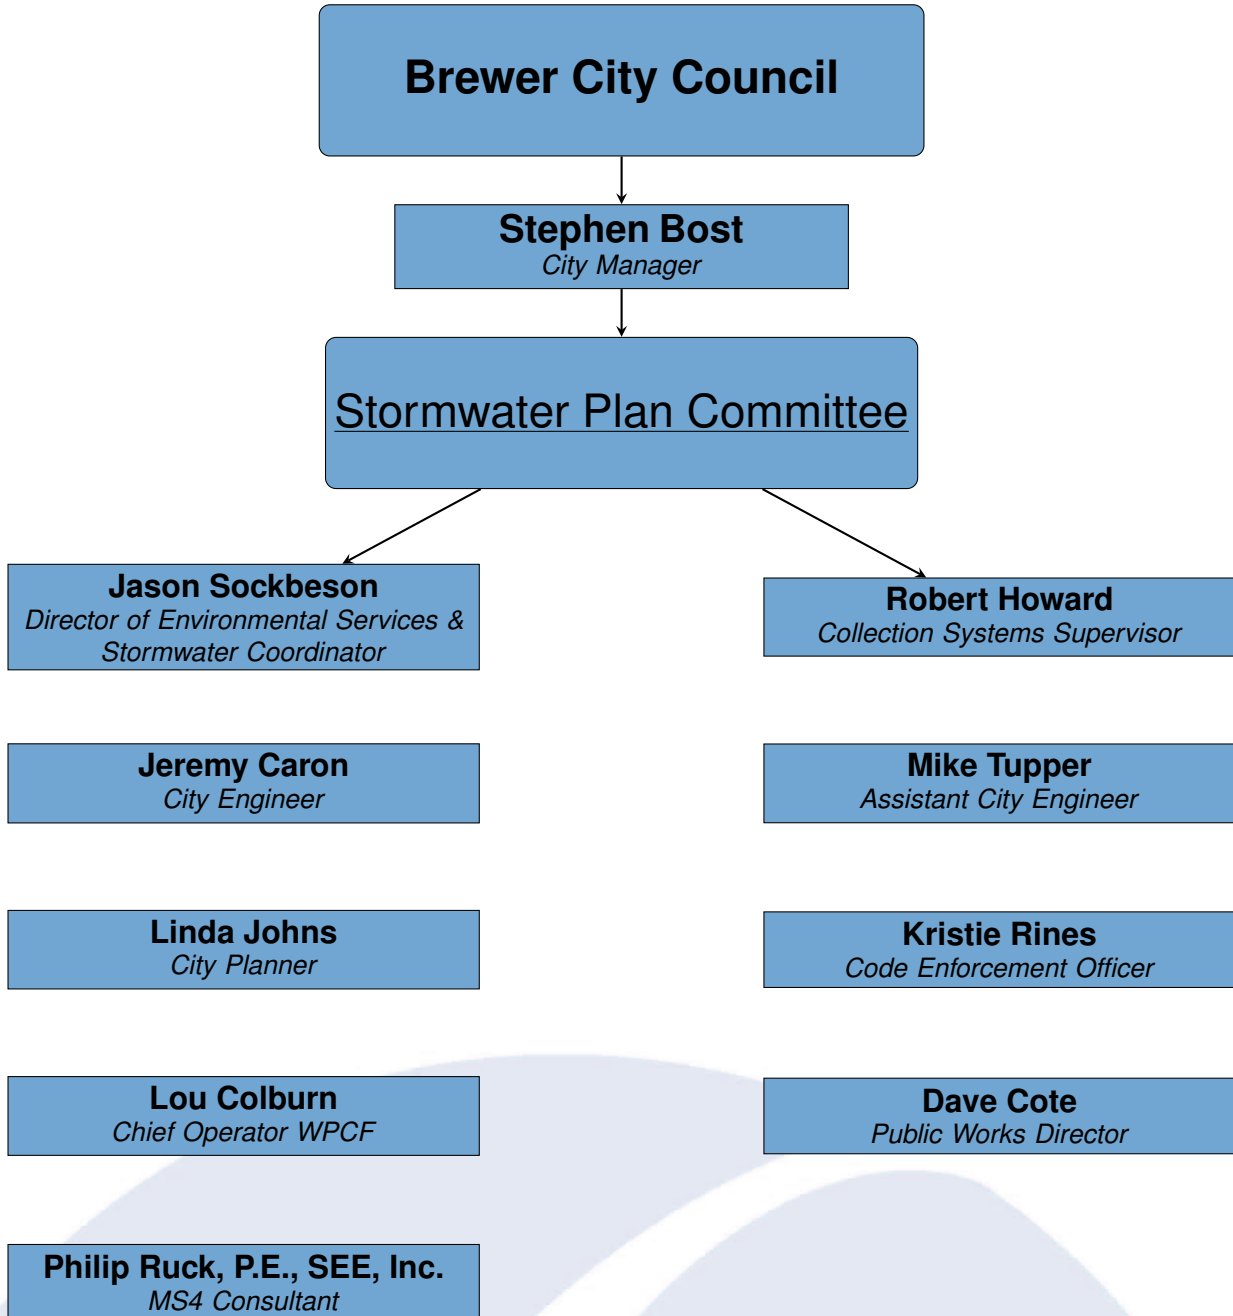 Brewer City Council
Stephen Bost
City Manager
Stormwater Plan Committee
Jason Sockbeson
Director of Environmental Services &
Stormwater Coordinator
Robert Howard
Collection Systems Supervisor
Jeremy Caron
City Engineer
Mike Tupper
Assistant City Engineer
Linda Johns
City Planner
Kristie Rines
Code Enforcement Officer
Lou Colburn
Chief Operator WPCF
Dave Cote
Public Works Director
Philip Ruck, P.E., SEE, Inc.
MS4 Consultant